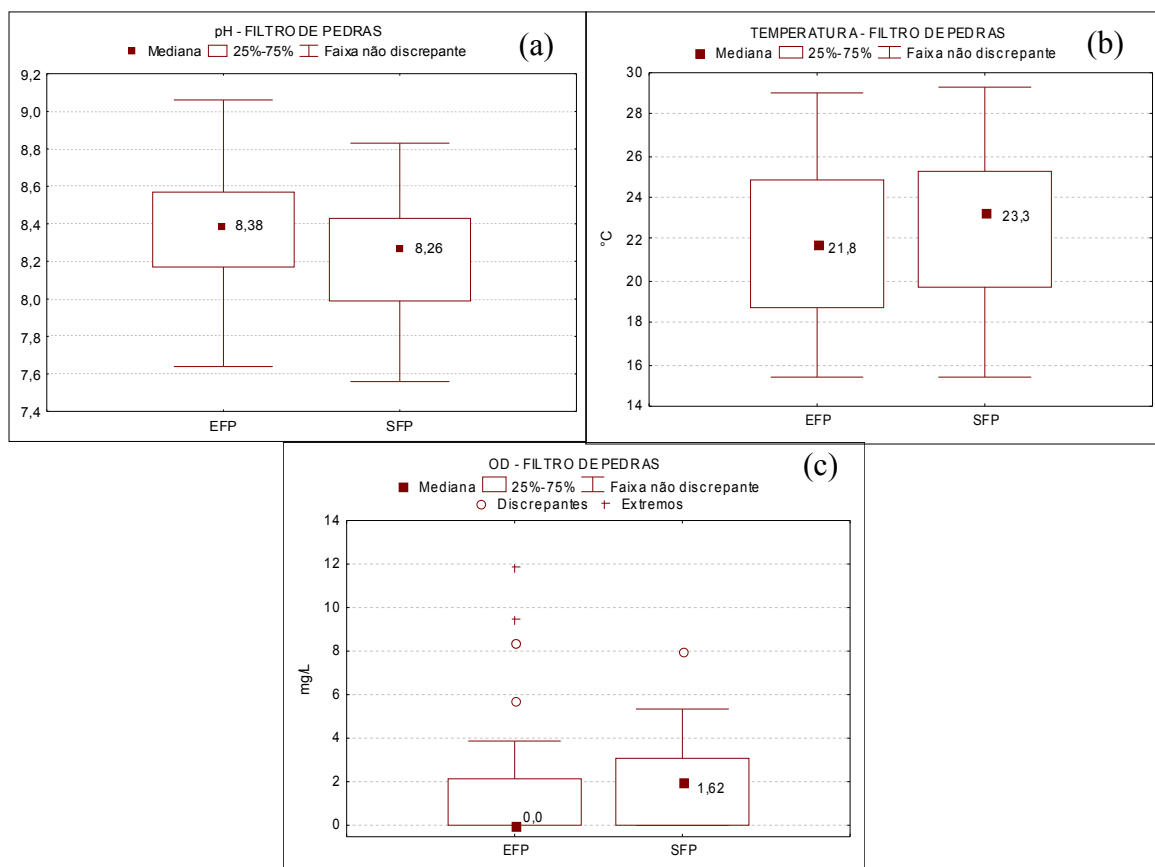 pH - FILTRO DE PEDRAS
(a)
Mediana 25%-75% Faixa não discrepante
9,2
9,0
8,8
8,6
8,4
8,2
8,0
7,8
7,6
7,4
8,38
8,26
EFP SFP
TEMPERATURA - FILTRO DE PEDRAS
(b)
Mediana 25%-75% Faixa não discrepante
°C
30
28
26
24
22
20
18
16
14
21,8
23,3
EFP SFP
OD - FILTRO DE PEDRAS
(c)
Mediana 25%-75% Faixa não discrepante
Discrepantes Extremos
mg/L
14
12
10
8
6
4
2
0
0,0
1,62
EFP SFP